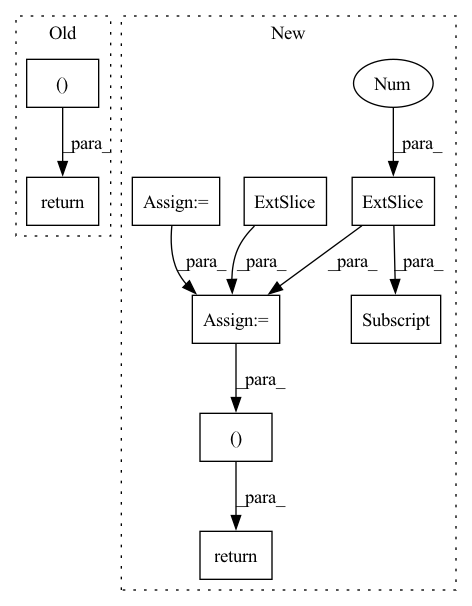 Old
New
()
Num
_para_
_para_
return
Assign:=
ExtSlice
ExtSlice
_para_
_para_
_para_
_para_
Assign:=
Subscript
_para_
()
_para_
return